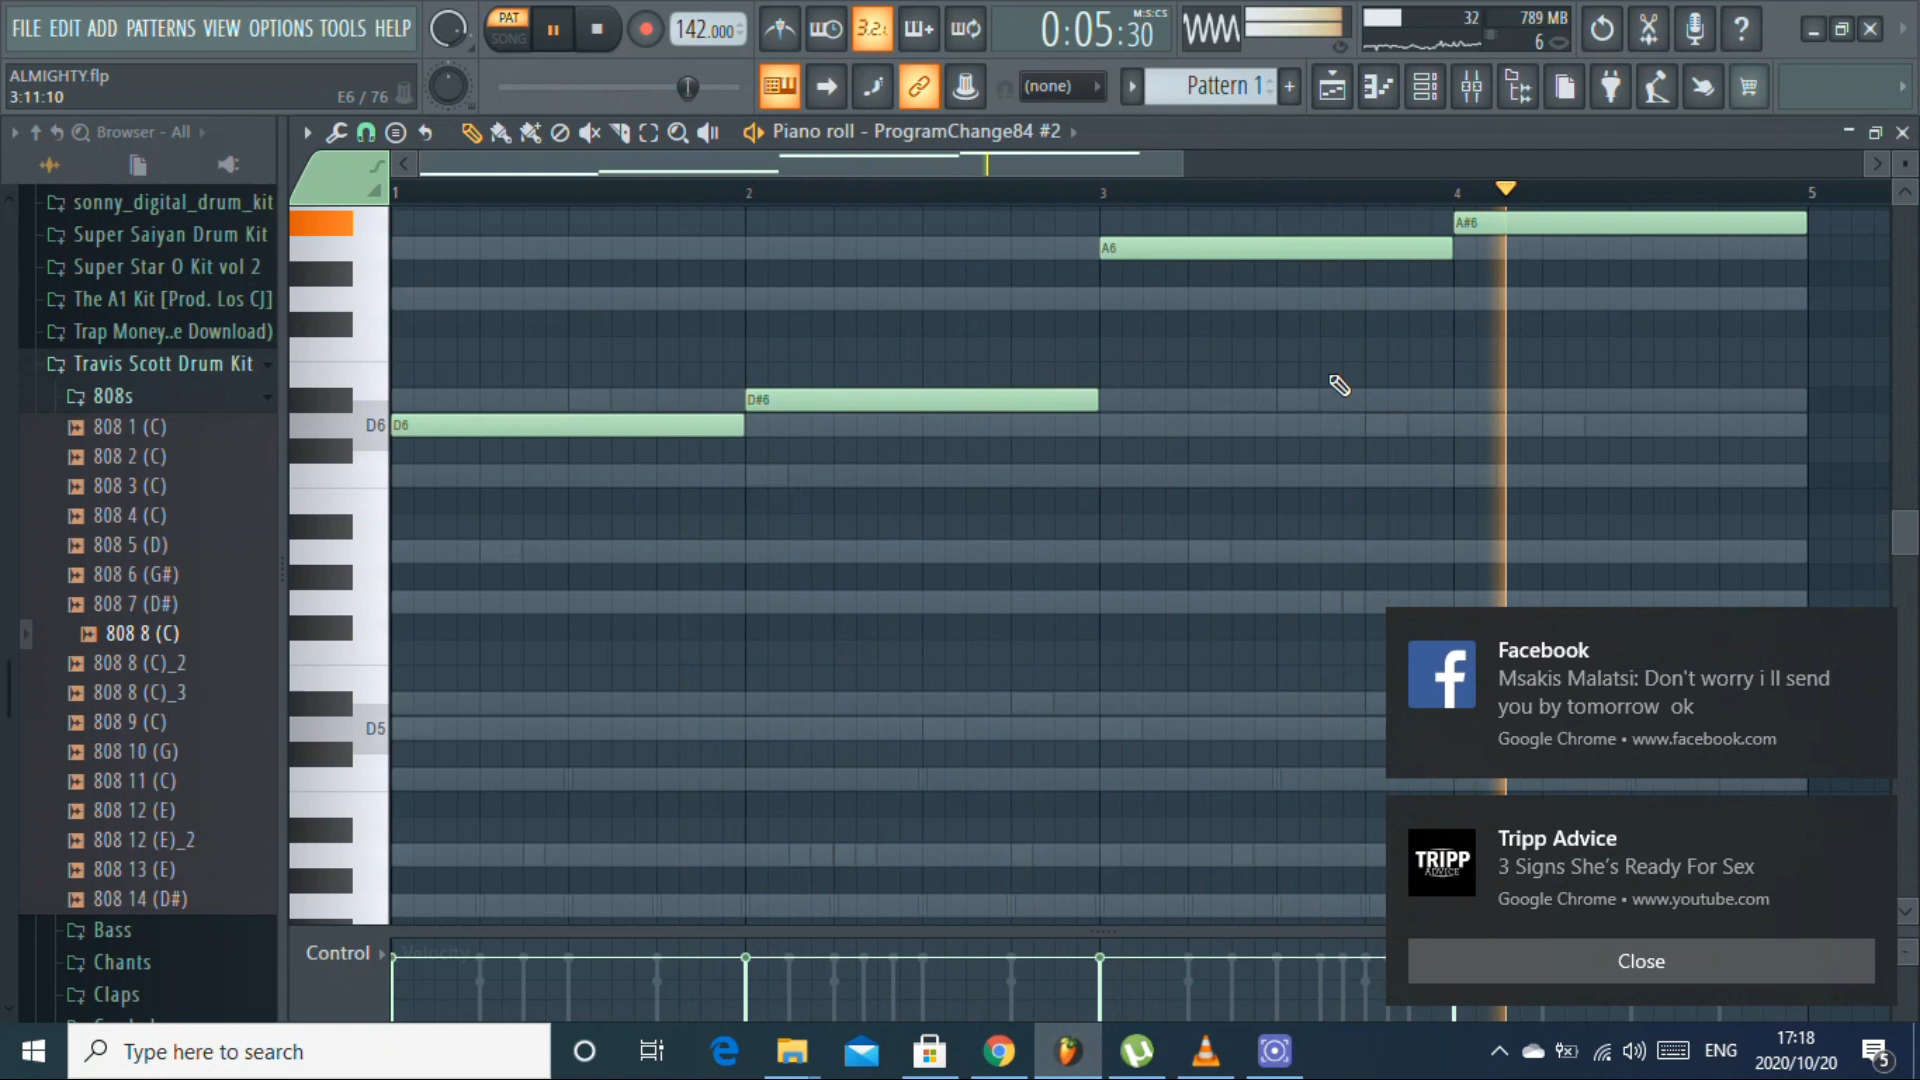 FILE EDIT ADD PATTERNS VIEW OPTIONS TOOLS HELP
PAT
SONG
142.000
3.2.
0:05:30
M:S:CS
32
789 MB
6
ALMIGHTY.flp
3:11:10
E6 / 76
(none)
Pattern 1
Browser - All
Piano roll - ProgramChange84 #2
sonny_digital_drum_kit
Super Saiyan Drum Kit
Super Star O Kit vol 2
The A1 Kit [Prod. Los CJ]
Trap Money..e Download)
Travis Scott Drum Kit
808s
808 1 (C)
808 2 (C)
808 3 (C)
808 4 (C)
808 5 (D)
808 6 (G#)
808 7 (D#)
808 8 (C)
808 8 (C)_2
808 8 (C)_3
808 9 (C)
808 10 (G)
808 11 (C)
808 12 (E)
808 12 (E)_2
808 13 (E)
808 14 (D#)
Bass
Chants
Claps
1
2
3
4
5
A#6
A6
D#6
D6
D6
D5
Control
Velocity
Facebook
Msakis Malatsi: Don't worry i ll send
you by tomorrow ok
Google Chrome • www.facebook.com
TRIPP
ADVICE
Tripp Advice
3 Signs She's Ready For Sex
Google Chrome • www.youtube.com
Close
Type here to search
ENG
17:18
2020/10/20
5